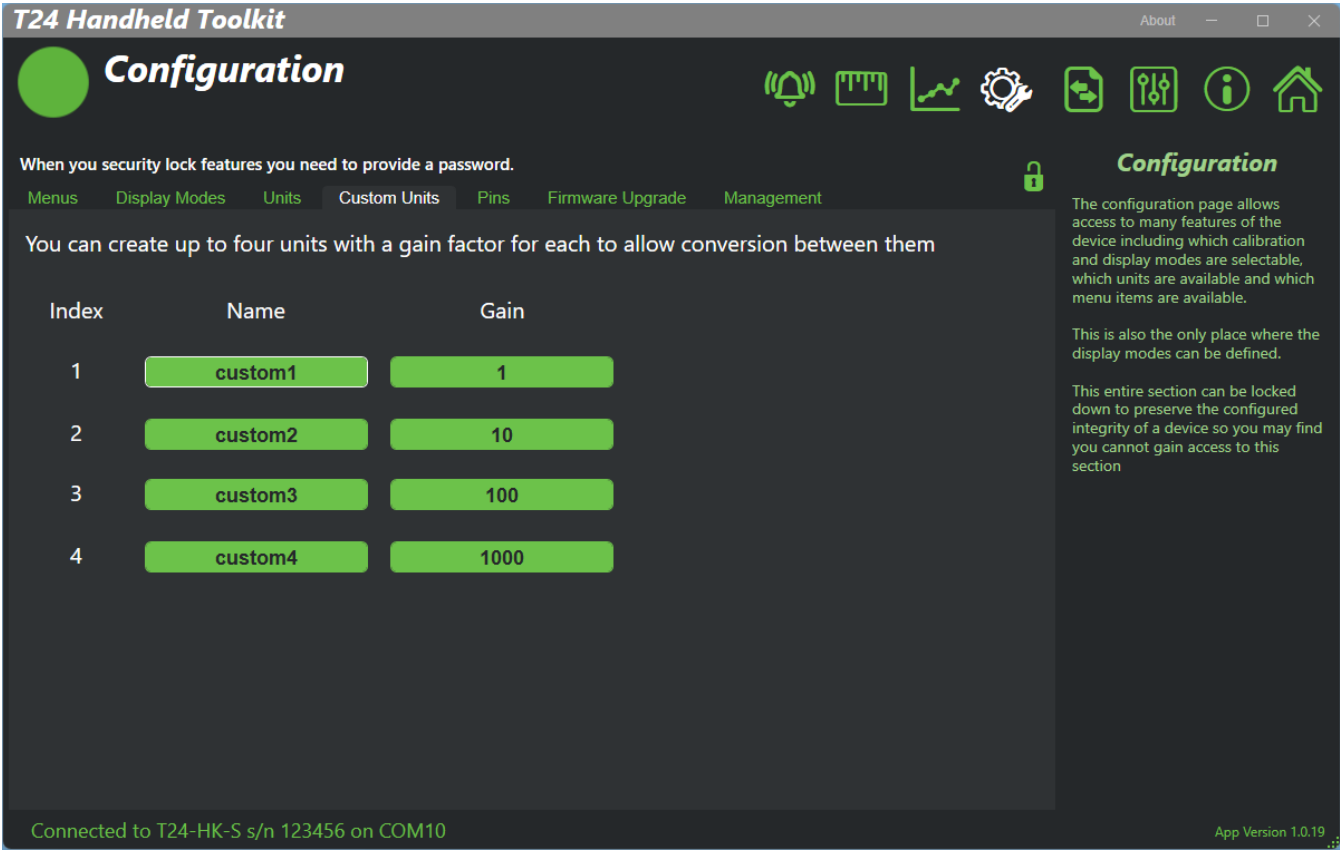 T24 Handheld Toolkit
About
Configuration
When you security lock features you need to provide a password.
Menus Display Modes Units Custom Units Pins Firmware Upgrade Management
You can create up to four units with a gain factor for each to allow conversion between them
Index Name Gain
1 custom1 1
2 custom2 10
3 custom3 100
4 custom4 1000
Configuration
The configuration page allows
access to many features of the
device including which calibration
and display modes are selectable,
which units are available and which
menu items are available.
This is also the only place where the
display modes can be defined.
This entire section can be locked
down to preserve the configured
integrity of a device so you may find
you cannot gain access to this
section
Connected to T24-HK-S s/n 123456 on COM10
App Version 1.0.19